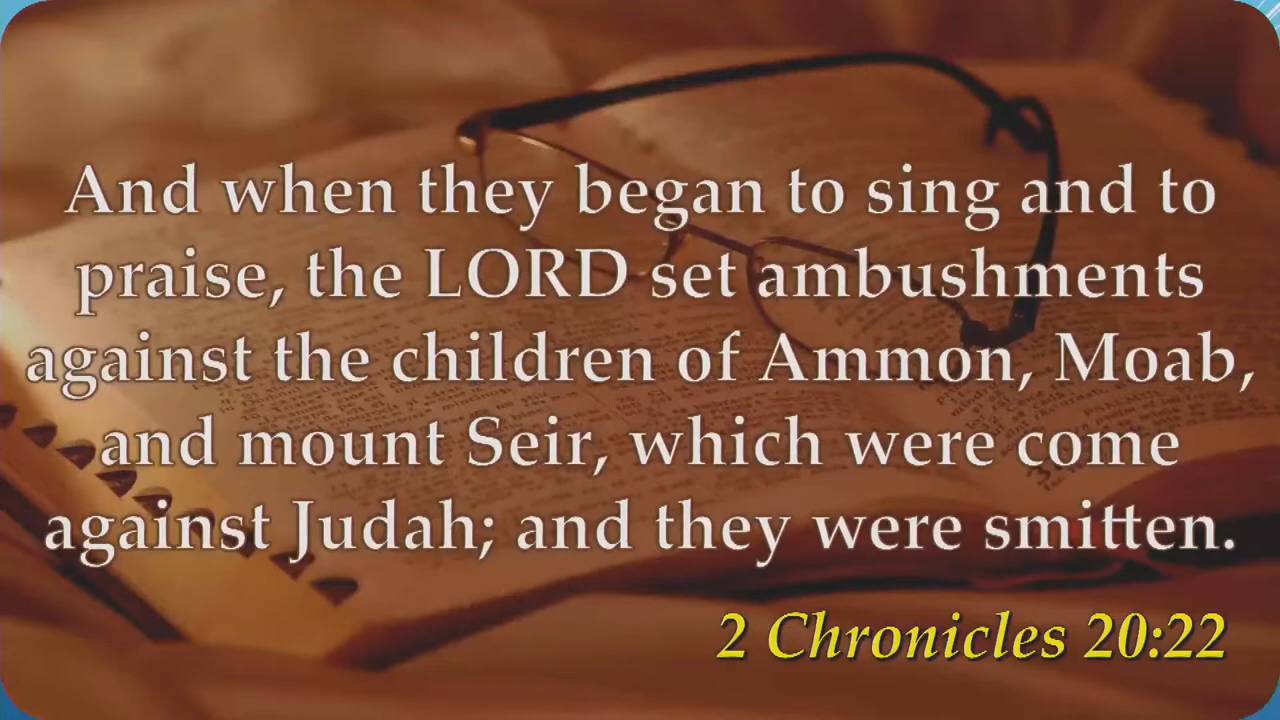 And when they began to sing and to
praise, the LORD set ambushments
against the children of Ammon, Moab,
and mount Seir, which were come
against Judah; and they were smitten.
2 Chronicles 20:22